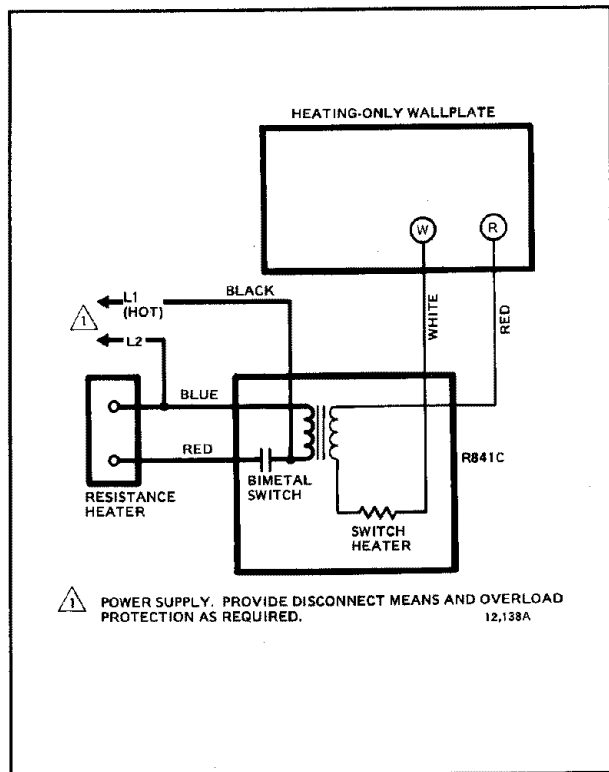 HEATING-ONLY WALLPLATE
W
R
L1
(HOT)
BLACK
1
L2
WHITE
RED
BLUE
RED
BIMETAL
SWITCH
R841C
RESISTANCE
HEATER
SWITCH
HEATER
1 POWER SUPPLY. PROVIDE DISCONNECT MEANS AND OVERLOAD
PROTECTION AS REQUIRED.
12,138A